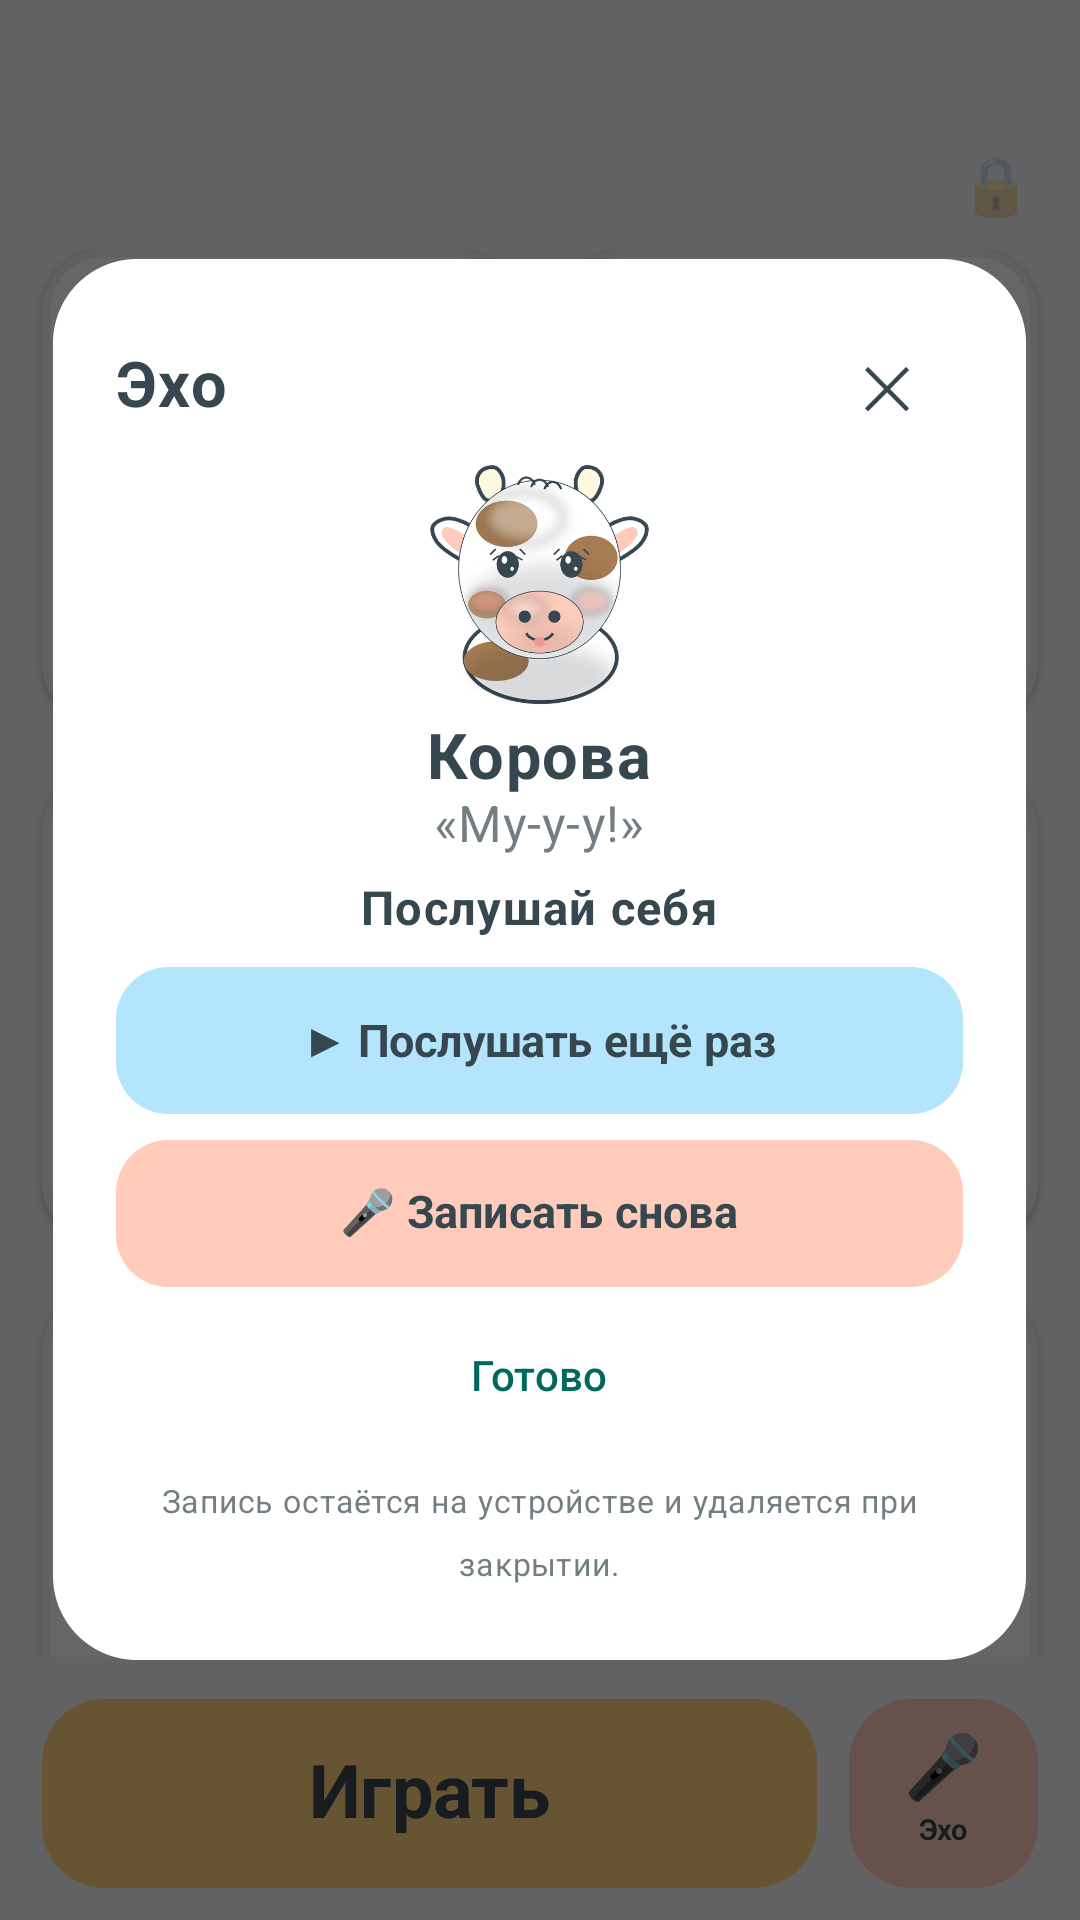 Эхо
Корова
«Му-у-у!»
Послушай себя
► Послушать ещё раз
🎤 Записать снова
Готово
Запись остаётся на устройстве и удаляется при
закрытии.
Играть
Эхо